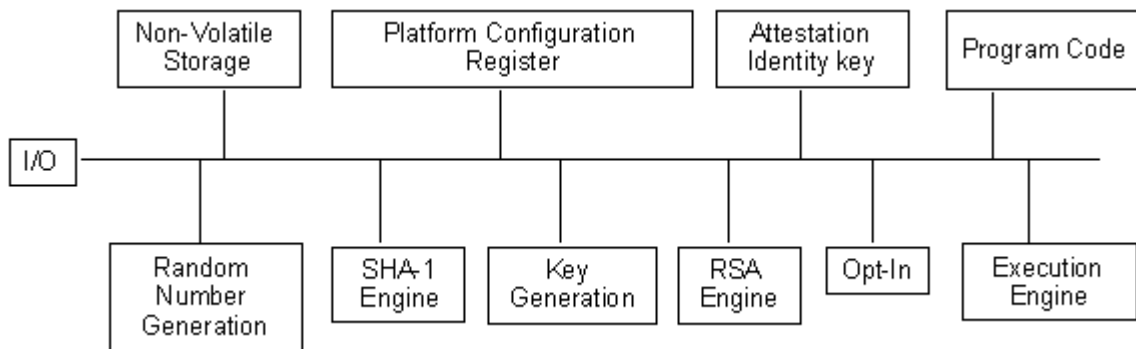 Non-Volatile
Storage
Platform Configuration
Register
Attestation
Identity key
Program Code
I/O
Random
Number
Generation
SHA-1
Engine
Key
Generation
RSA
Engine
Opt-In
Execution
Engine